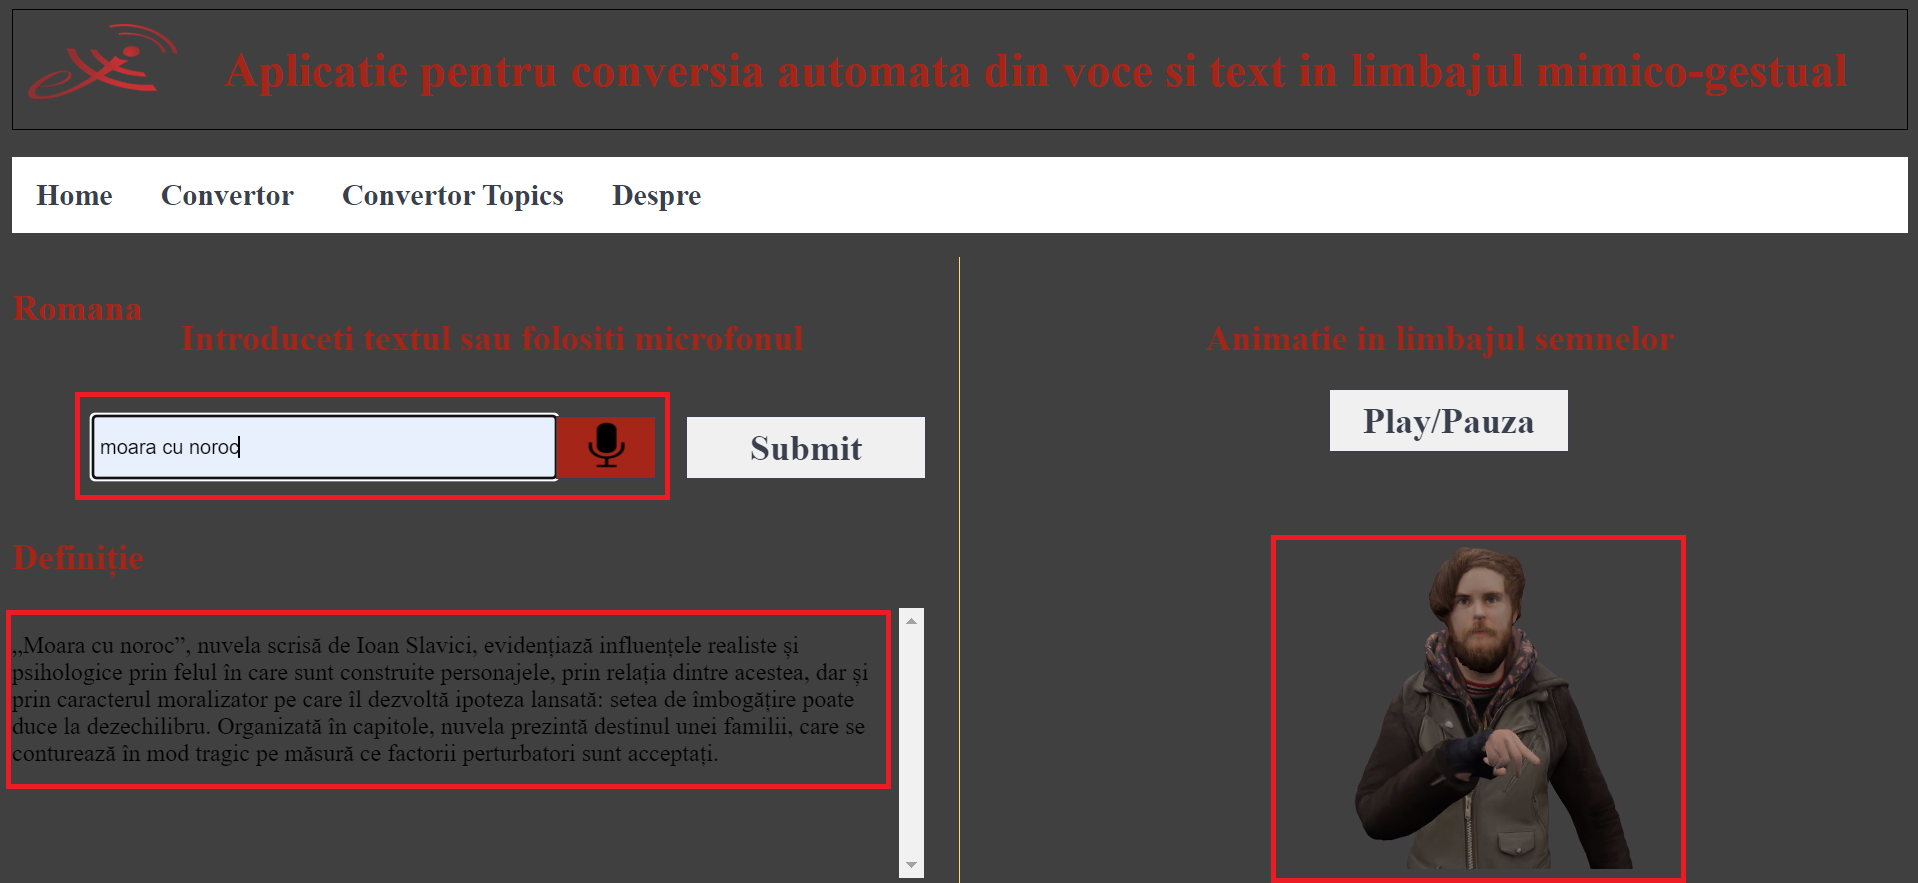 Aplicatie pentru conversia automata din voce si text in limbajul mimico-gestual
Home Convertor Convertor Topics Despre
Romana
Introduceti textul sau folositi microfonul
moara cu noroc
Submit
Definiție
„Moara cu noroc”, nuvela scrisă de Ioan Slavici, evidențiază influențele realiste și
psihologice prin felul în care sunt construite personajele, prin relația dintre acestea, dar și
prin caracterul moralizator pe care îl dezvoltă ipoteza lansată: setea de îmbogățire poate
duce la dezechilibru. Organizată în capitole, nuvela prezintă destinul unei familii, care se
conturează în mod tragic pe măsură ce factorii perturbatori sunt acceptați.
Animatie in limbajul semnelor
Play/Pauza